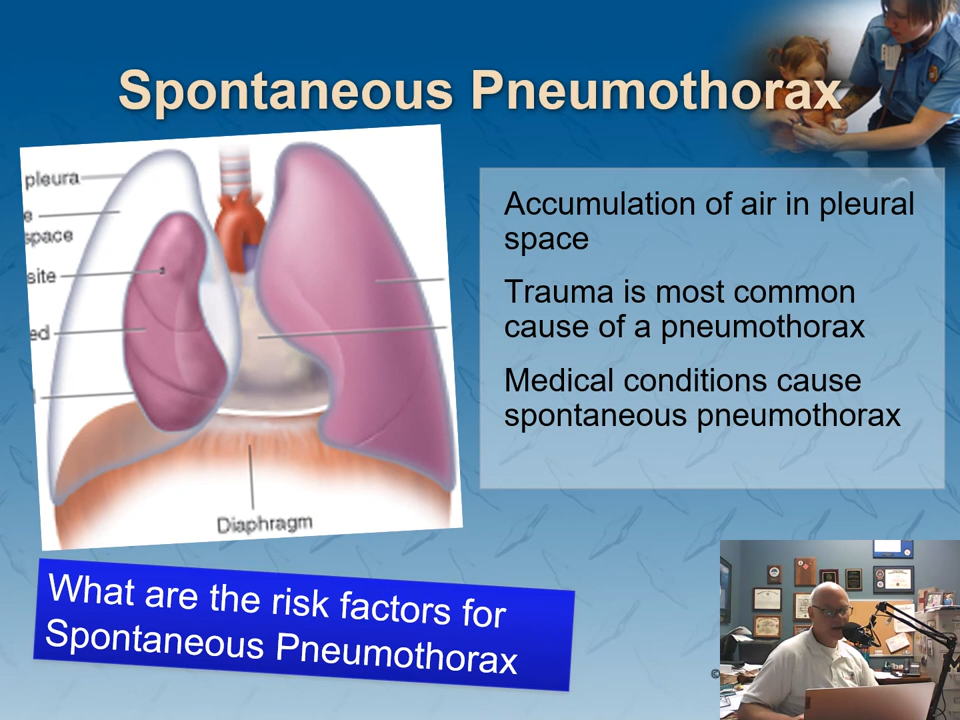 Spontaneous Pneumothorax
pleura
e
space
site
ed
l
Diaphragm
Accumulation of air in pleural
space
Trauma is most common
cause of a pneumothorax
Medical conditions cause
spontaneous pneumothorax
What are the risk factors for
Spontaneous Pneumothorax
©